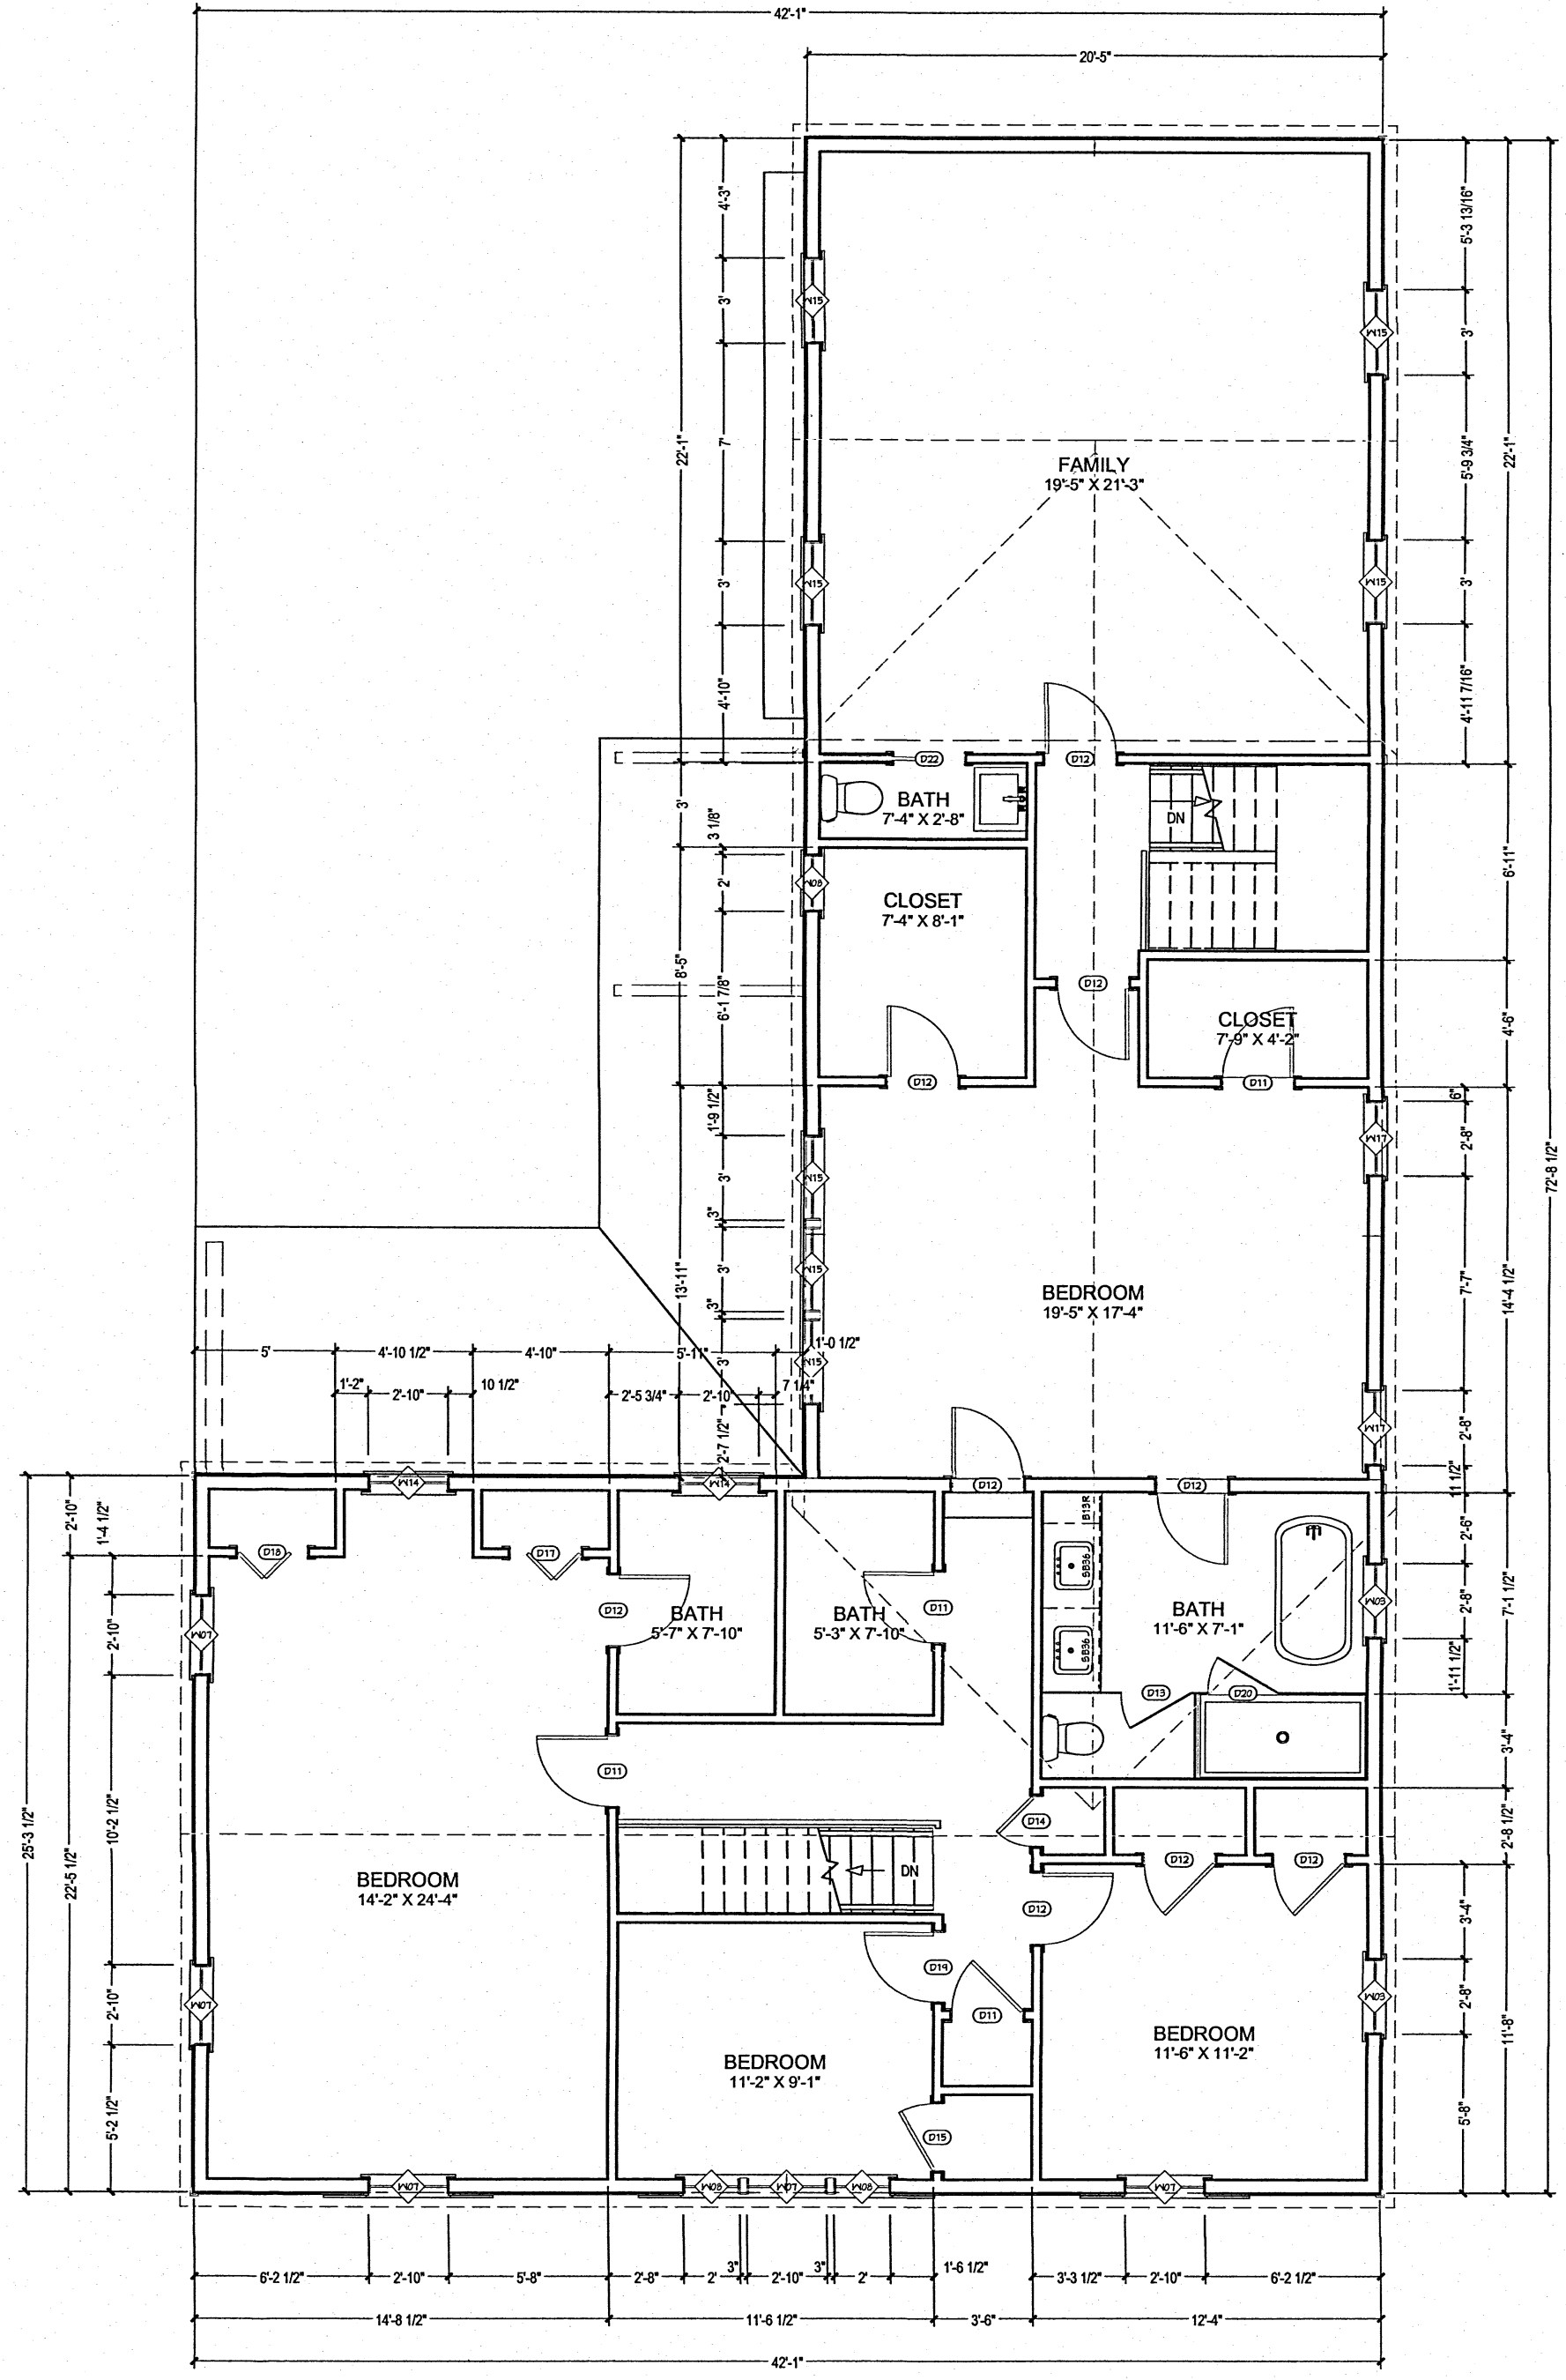 42'-1"
20'-5"
4'-3"
3'
7'
3'
4'-10"
22'-1"
W15
W15
W15
W15
5'-3 13/16"
3'
5'-9 3/4"
3'
4'-11 7/16"
22'-1"
72'-8 1/2"
FAMILY
19'-5" X 21'-3"
D22
D12
BATH
7'-4" X 2'-8"
DN
3'
3 1/8"
2'
6'-1 7/8"
8'-5"
W08
CLOSET
7'-4" X 8'-1"
6'-11"
D12
CLOSET
7'-9" X 4'-2"
4'-6"
D12
D11
1'-9 1/2"
3'
3"
3'
3"
3'
2'-7 1/2"
13'-11"
W15
W15
W15
W17
W17
6"
2'-8"
7'-7"
2'-8"
11 1/2"
14'-4 1/2"
BEDROOM
19'-5" X 17'-4"
5'
4'-10 1/2"
4'-10"
5'-11"
1'-0 1/2"
1'-2"
2'-10"
10 1/2"
2'-5 3/4"
2'-10"
7 1/4"
W14
W14
D12
D12
2'-10"
1'-4 1/2"
D18
D17
B13R
SB36
SB36
D12
BATH
5'-7" X 7'-10"
BATH
5'-3" X 7'-10"
D11
BATH
11'-6" X 7'-1"
W03
2'-6"
2'-8"
1'-11 1/2"
7'-1 1/2"
W07
2'-10"
D13
D20
3'-4"
D11
D14
2'-8 1/2"
25'-3 1/2"
22'-5 1/2"
10'-2 1/2"
DN
D12
D12
BEDROOM
14'-2" X 24'-4"
D12
3'-4"
D19
W07
2'-10"
D11
W03
2'-8"
BEDROOM
11'-6" X 11'-2"
11'-8"
BEDROOM
11'-2" X 9'-1"
5'-2 1/2"
5'-8"
D15
W07
W08
W07
W08
W07
6'-2 1/2"
2'-10"
5'-8"
2'-8"
2'
3"
2'-10"
3"
2'
1'-6 1/2"
3'-3 1/2"
2'-10"
6'-2 1/2"
14'-8 1/2"
11'-6 1/2"
3'-6"
12'-4"
42'-1"